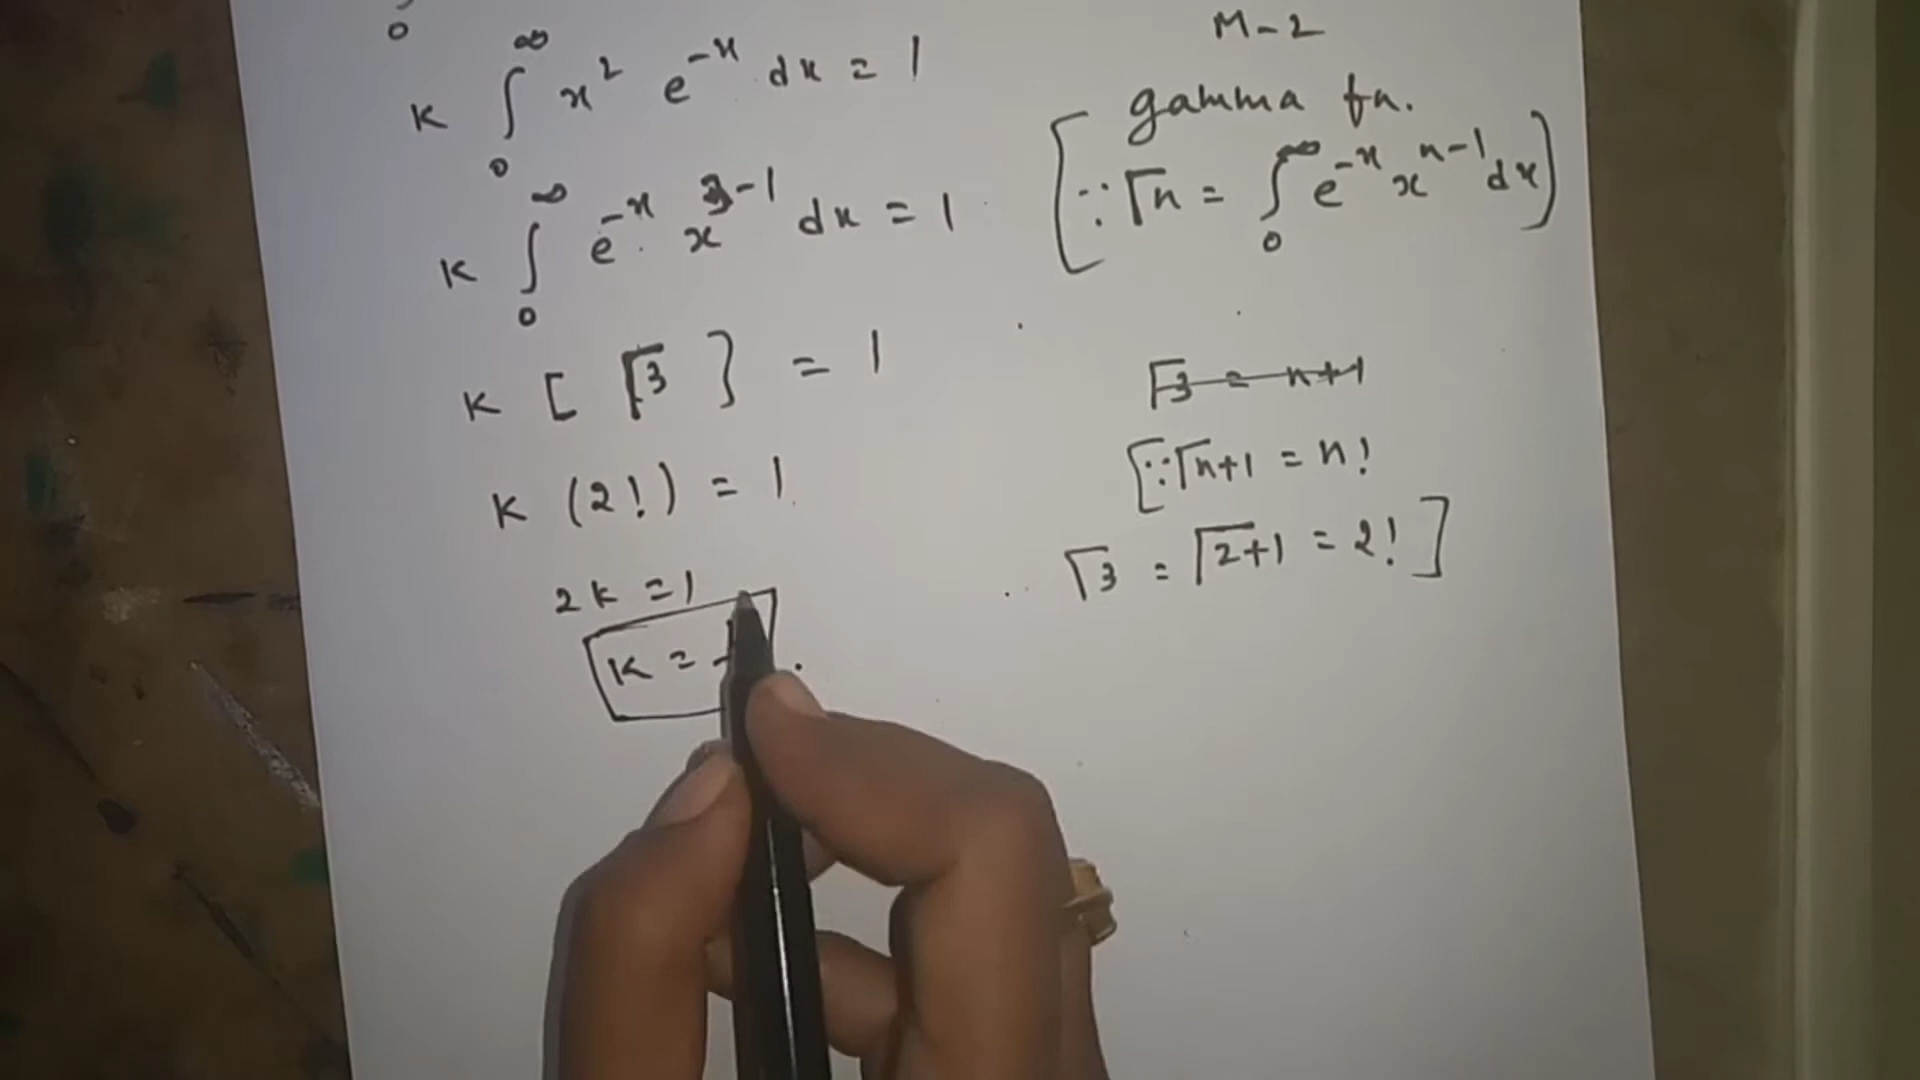 0
K ∫₀^∞ x² e^-x dx = 1
K ∫₀^∞ e^-x . x^3-1 dx = 1
K [ Γ3 ] = 1
K (2!) = 1
2K = 1
K =
M-2
gamma fn.
[∵ Γn = ∫₀^∞ e^-x x^n-1 dx]
Γ3 = n+1
[∵ Γn+1 = n!
Γ3 = Γ2+1 = 2! ]